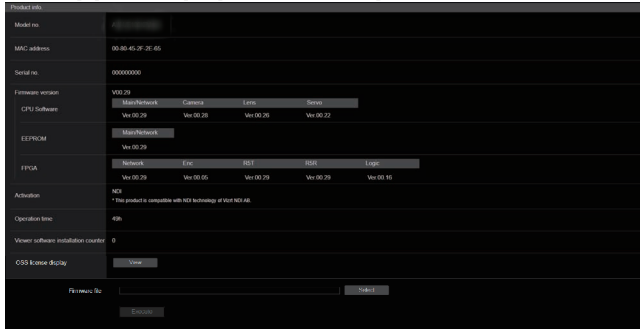 Product info.
Model no.
MAC address 00-80-45-2F-2E-65
Serial no. 000000000
Firmware version V00.29
CPU Software Main/Network Camera Lens Servo
Ver.00.29 Ver.00.28 Ver.00.26 Ver.00.22
EEPROM Main/Network
Ver.00.29
FPGA Network Enc RST RSR Logic
Ver.00.29 Ver.00.05 Ver.00.29 Ver.00.29 Ver.00.16
Activation NDI
* This product is compatible with NDI technology of Vizrt NDI AB.
Operation time 49h
Viewer software installation counter 0
OSS license display View
Firmware file Select
Execute